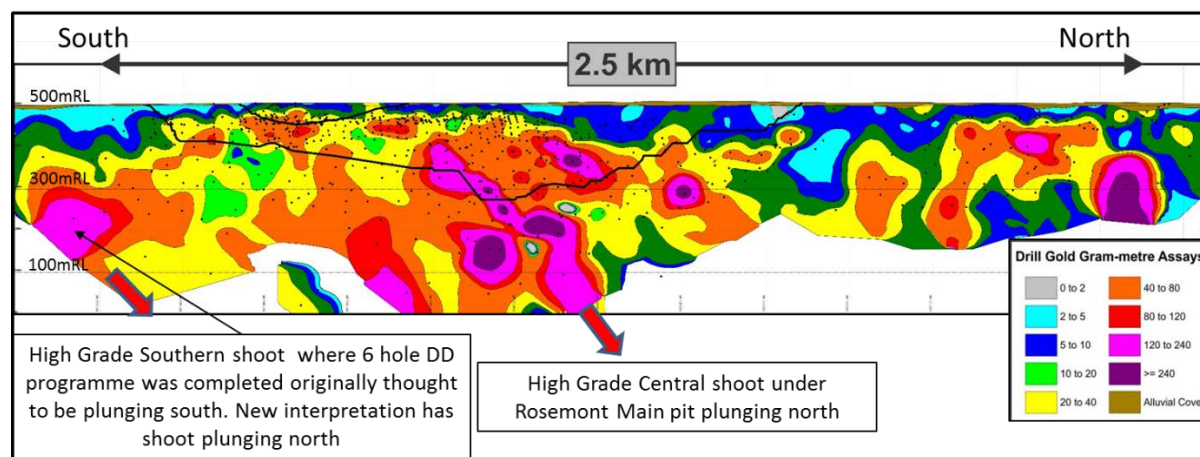 South
North
2.5 km
500mRL
300mRL
100mRL
Drill Gold Gram-metre Assays
0 to 2
40 to 80
2 to 5
80 to 120
5 to 10
120 to 240
10 to 20
>= 240
20 to 40
Alluvial Cove
High Grade Southern shoot where 6 hole DD
programme was completed originally thought
to be plunging south. New interpretation has
shoot plunging north
High Grade Central shoot under
Rosemont Main pit plunging north